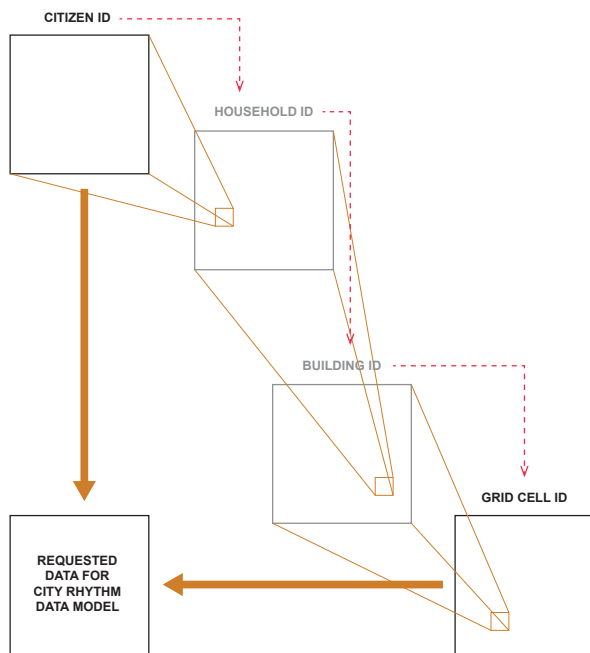 CITIZEN ID
HOUSEHOLD ID
BUILDING ID
GRID CELL ID
REQUESTED
DATA FOR
CITY RHYTHM
DATA MODEL